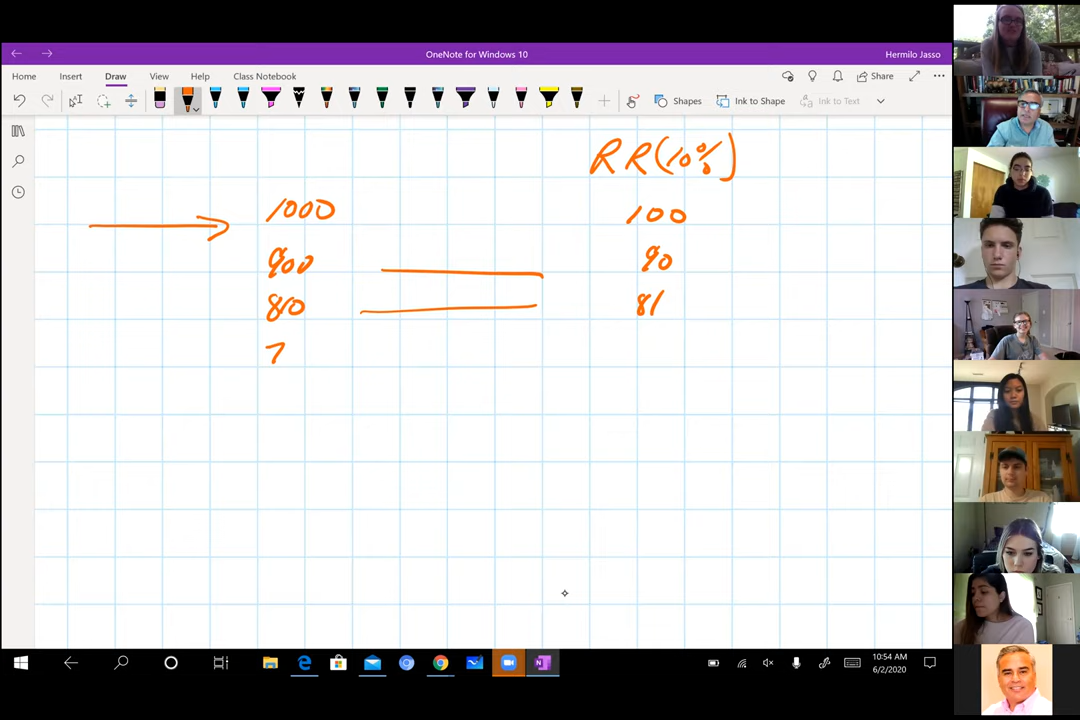 OneNote for Windows 10
Hermilo Jasso
Home Insert Draw View Help Class Notebook
Share
Shapes Ink to Shape Ink to Text
RR(10%)
1000 100
900 90
810 81
7
10:54 AM
6/2/2020